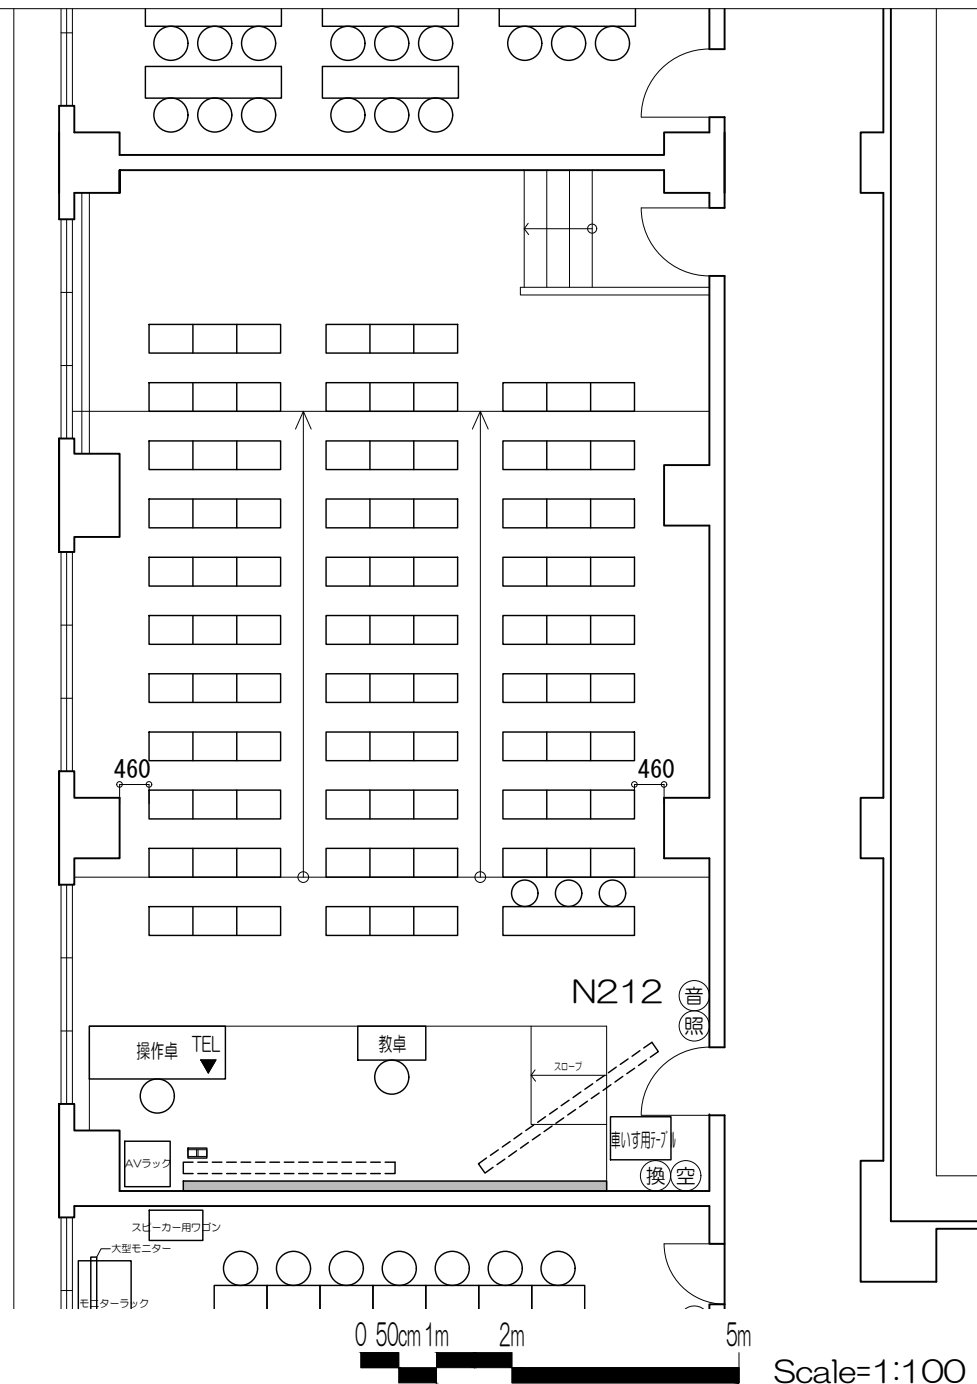 460
460
N212
音
照
操作卓
TEL
教卓
スロープ
車いす用テーブル
AVラック
換
空
スピーカー用ワゴン
大型モニター
モニターラック
0 50cm 1m 2m 5m
Scale=1:100